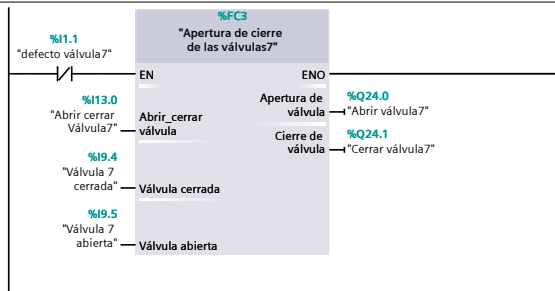 %FC3
"Apertura de cierre
de las válvulas7"
%I1.1
"defecto válvula7"
EN
ENO
%I13.0
"Abrir cerrar
Válvula7"
Abrir_cerrar
válvula
Apertura de
válvula
%Q24.0
"Abrir válvula7"
Cierre de
válvula
%Q24.1
"Cerrar válvula7"
%I9.4
"Válvula 7
cerrada"
Válvula cerrada
%I9.5
"Válvula 7
abierta"
Válvula abierta